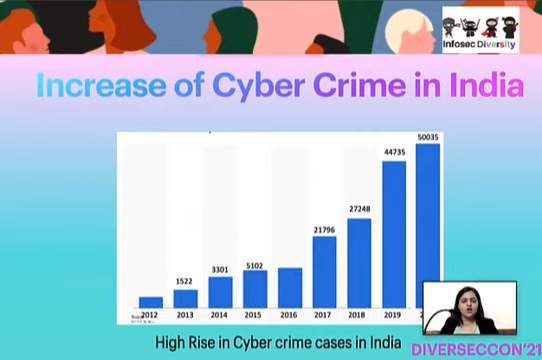 Infosec Diversity
Increase of Cyber Crime in India
50035
44735
27248
21796
5102
3301
1522
2012 2013 2014 2015 2016 2017 2018 2019
High Rise in Cyber crime cases in India
DIVERSECCON'21